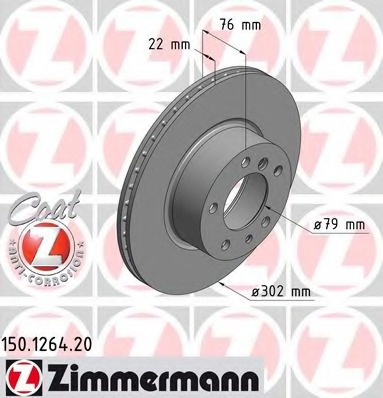 76 mm
22 mm
Coat
Z
ANTI-CORROSION
ø79 mm
ø302 mm
150.1264.20
Z Zimmermann